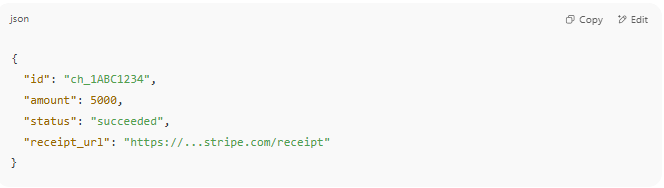 json Copy Edit
{
"id": "ch_1ABC1234",
"amount": 5000,
"status": "succeeded",
"receipt_url": "https://...stripe.com/receipt"
}